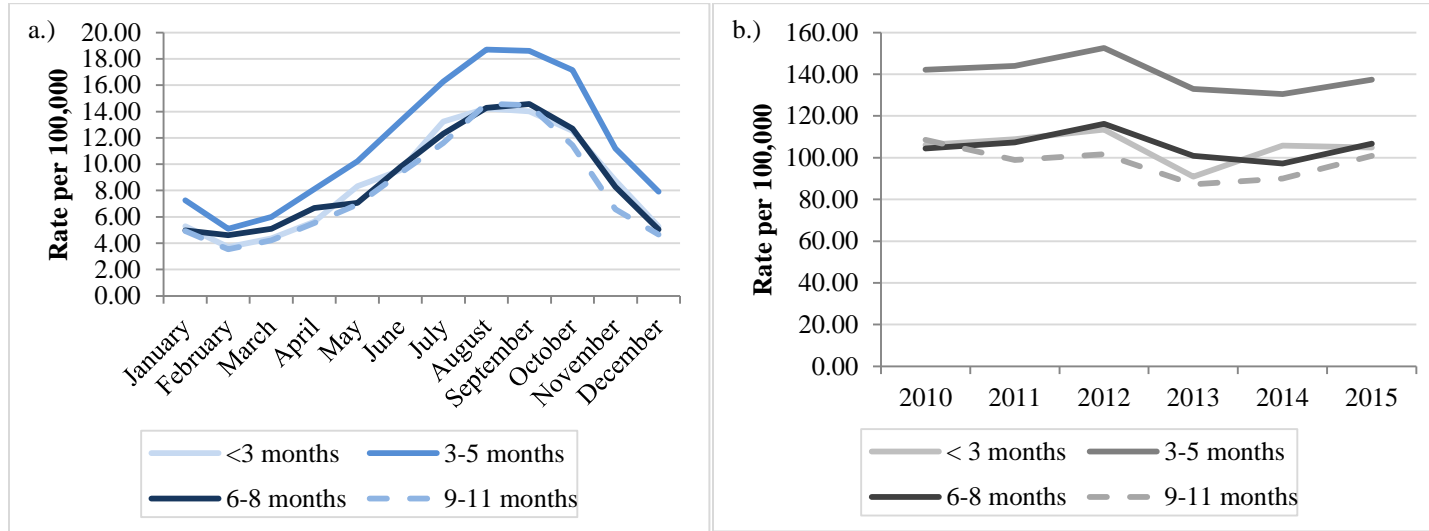 a.)
Rate per 100,000
20.00
18.00
16.00
14.00
12.00
10.00
8.00
6.00
4.00
2.00
0.00
January
February
March
April
May
June
July
August
September
October
November
December
<3 months
3-5 months
6-8 months
9-11 months
b.)
Rate per 100,000
160.00
140.00
120.00
100.00
80.00
60.00
40.00
20.00
0.00
2010 2011 2012 2013 2014 2015
< 3 months
3-5 months
6-8 months
9-11 months